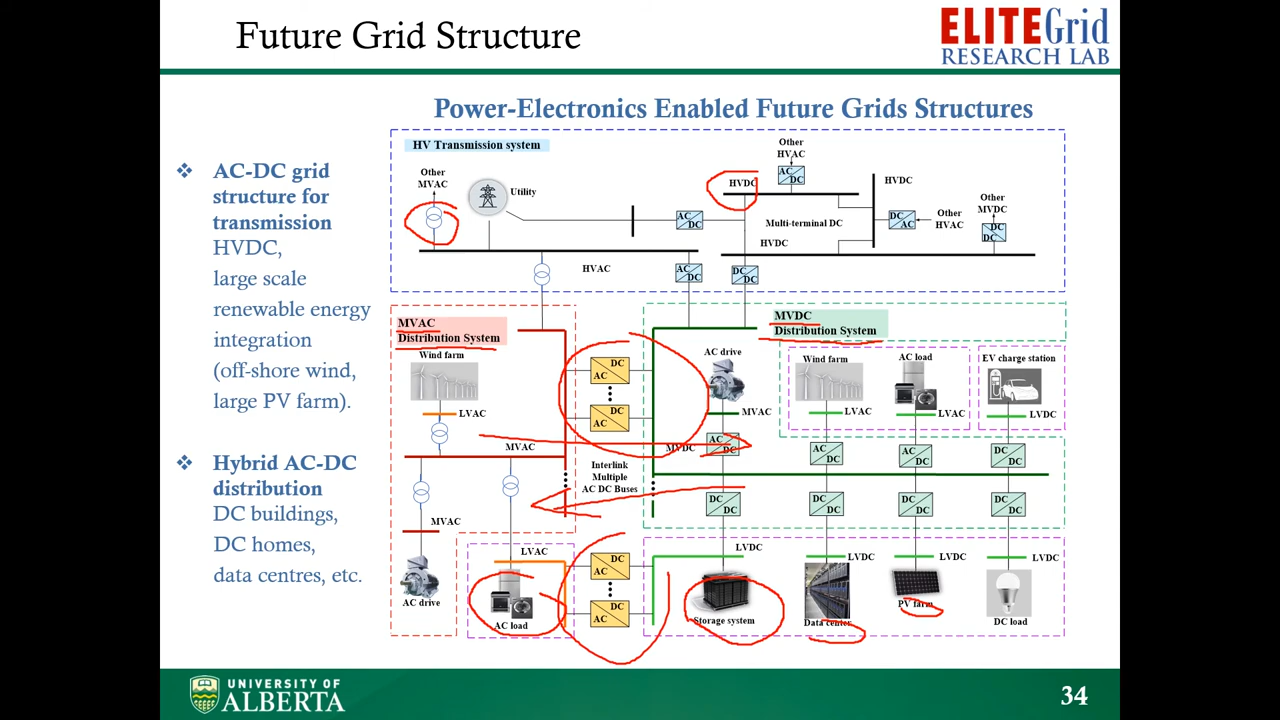 Future Grid Structure
ELITEGrid
RESEARCH LAB
Power-Electronics Enabled Future Grids Structures
❖ AC-DC grid
structure for
transmission
HVDC,
large scale
renewable energy
integration
(off-shore wind,
large PV farm).
❖ Hybrid AC-DC
distribution
DC buildings,
DC homes,
data centres, etc.
HV Transmission system
Other
MVAC
Utility
AC
DC
HVDC
Other
HVAC
AC
DC
HVDC
Multi-terminal DC
DC
AC
Other
HVAC
Other
MVDC
DC
DC
HVDC
HVAC
AC
DC
DC
DC
MVAC
Distribution System
Wind farm
LVAC
MVAC
MVAC
AC drive
LVAC
AC load
DC
AC
DC
AC
Interlink
Multiple
AC DC Buses
DC
AC
DC
AC
MVDC
Distribution System
AC drive
MVAC
MVDC
AC
DC
Wind farm
LVAC
AC
DC
AC load
LVAC
AC
DC
EV charge station
LVDC
DC
DC
DC
DC
DC
DC
DC
DC
DC
DC
LVDC
LVDC
LVDC
LVDC
Storage system
Data center
PV farm
DC load
UNIVERSITY OF
ALBERTA
34